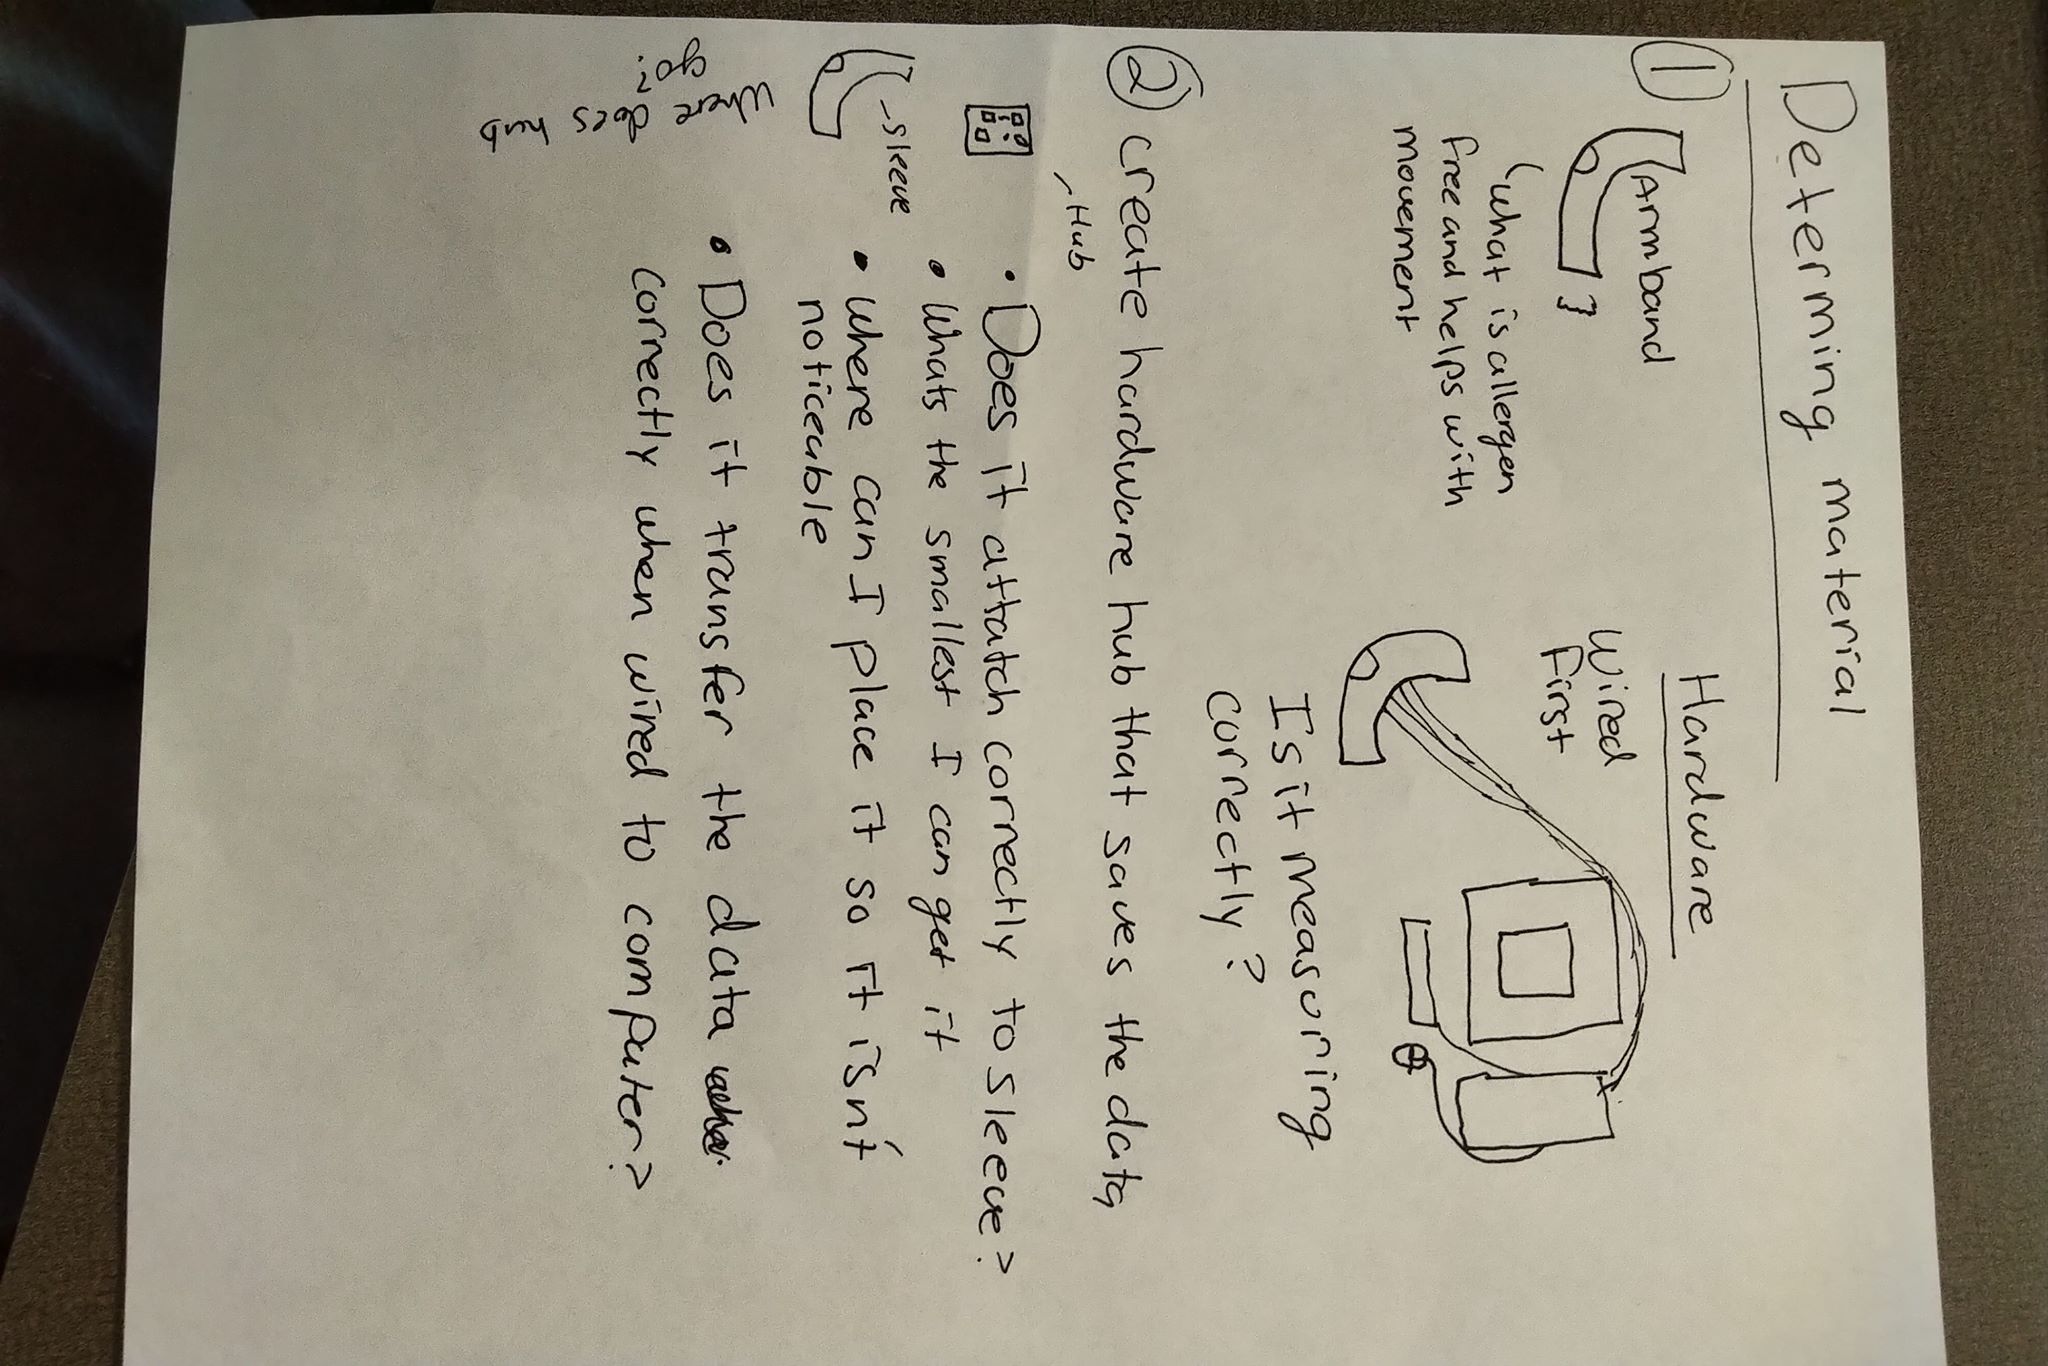 Determing material
1
Armband
What is allergen
free and helps with
movement
Hardware
Wired
First
Is it measuring
correctly?
2 create hardware hub that saves the data
Hub
• Does it attatch correctly to sleeve?
• Whats the smallest I can get it
sleeve
• where can I place it so it isn't
noticeable
• Does it transfer the data
correctly when wired to computer?
Where does hub
go?